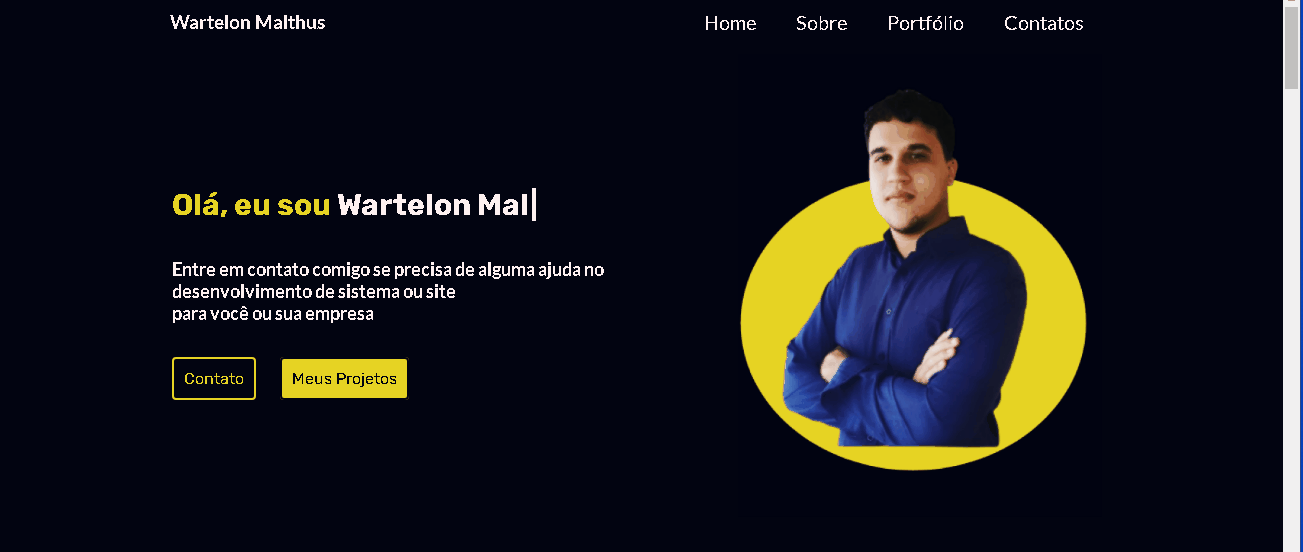 Wartelon Malthus
Home Sobre Portfólio Contatos
Olá, eu sou Wartelon Mal
Entre em contato comigo se precisa de alguma ajuda no
desenvolvimento de sistema ou site
para você ou sua empresa
Contato Meus Projetos